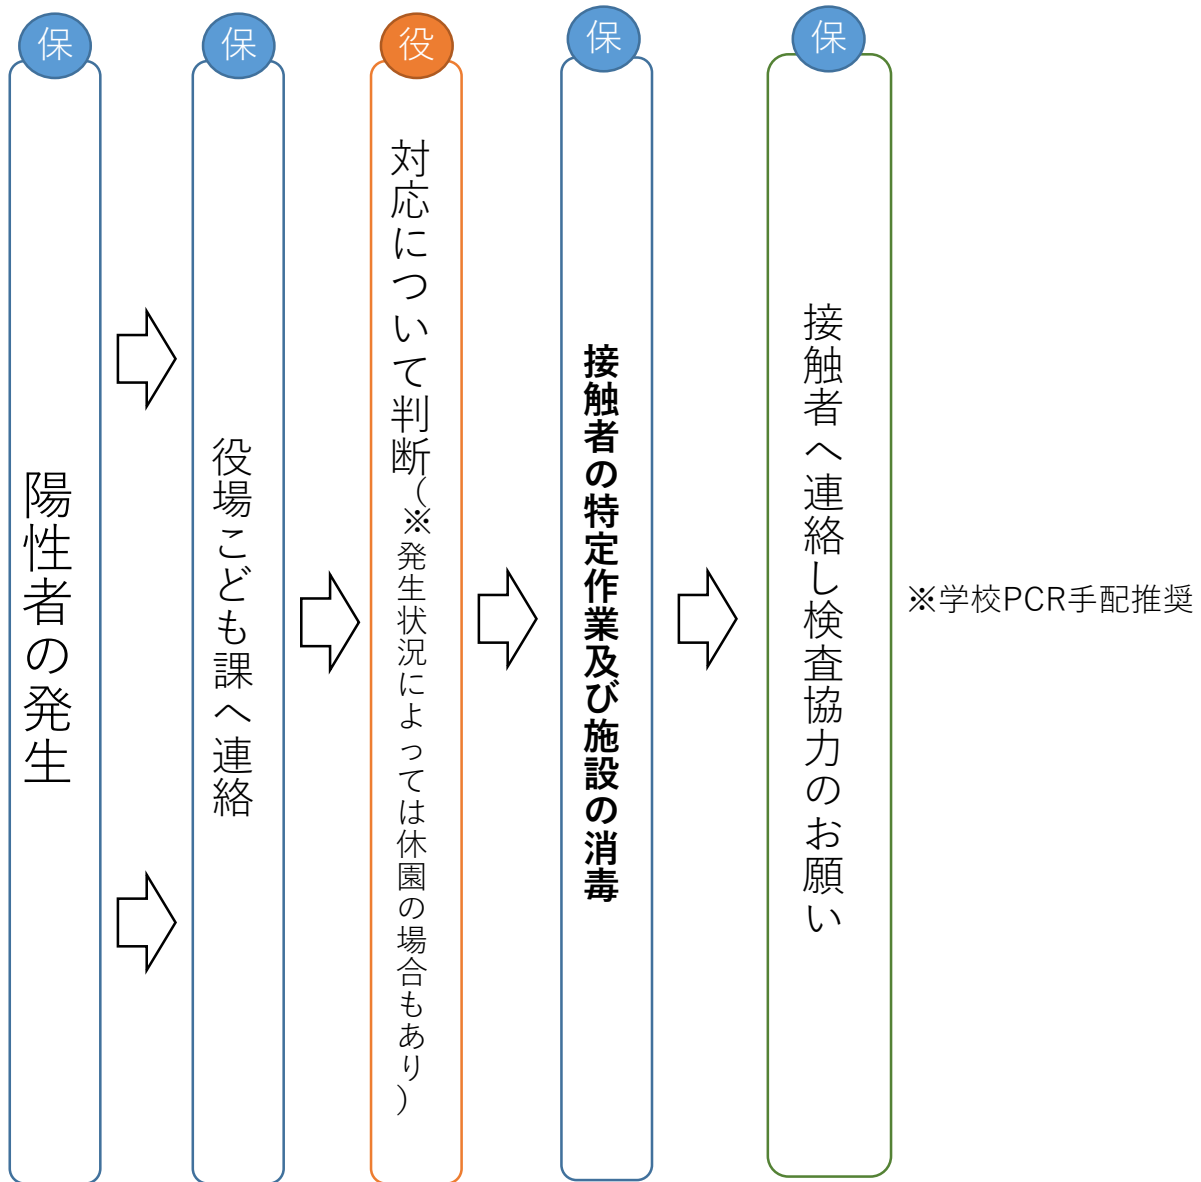 保
陽性者の発生
保
役場こども課へ連絡
役
対応について判断（※発生状況によっては休園の場合もあり）
保
接触者の特定作業及び施設の消毒
保
接触者へ連絡し検査協力のお願い
※学校PCR手配推奨